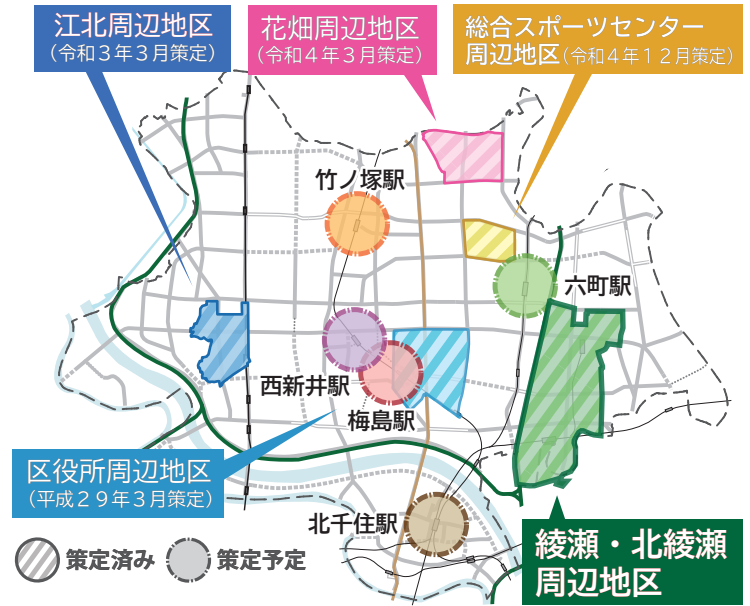 江北周辺地区
（令和３年３月策定）
花畑周辺地区
（令和４年３月策定）
総合スポーツセンター
周辺地区（令和４年１２月策定）
竹ノ塚駅
六町駅
西新井駅
梅島駅
区役所周辺地区
（平成２９年３月策定）
北千住駅
綾瀬・北綾瀬
周辺地区
策定済み
策定予定